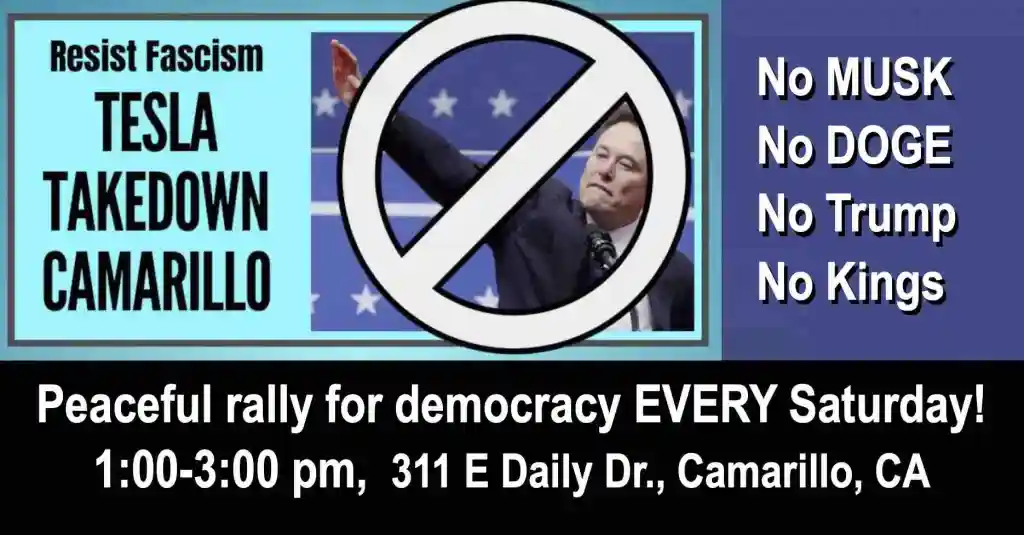 Resist Fascism
TESLA
TAKEDOWN
CAMARILLO
No MUSK
No DOGE
No Trump
No Kings
Peaceful rally for democracy EVERY Saturday!
1:00-3:00 pm, 311 E Daily Dr., Camarillo, CA